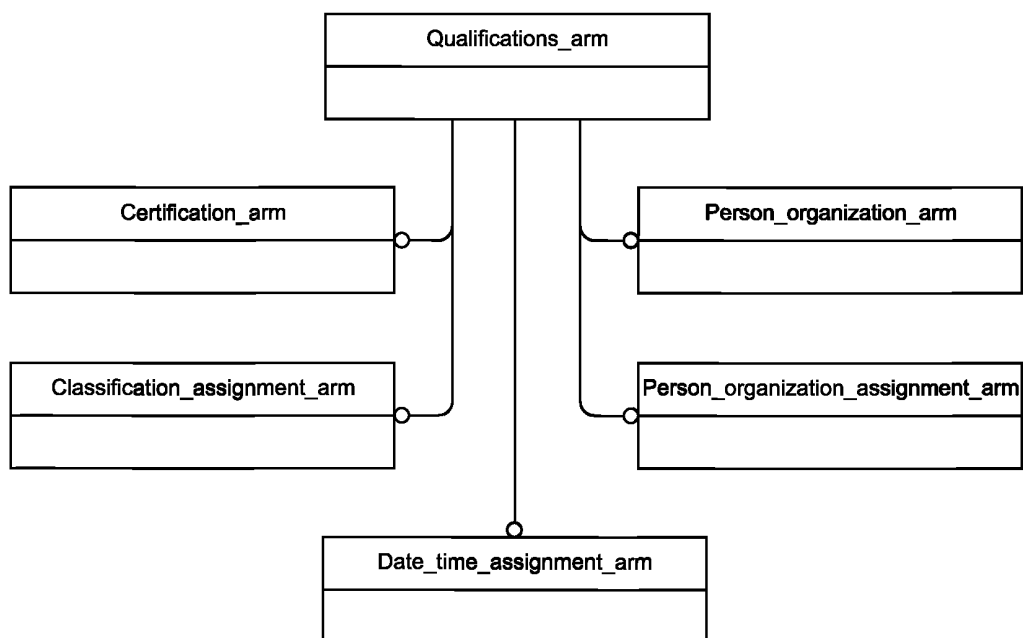 Qualifications_arm
Certification_arm
Person_organization_arm
Classification_assignment_arm
Person_organization_assignment_arm
Date_time_assignment_arm